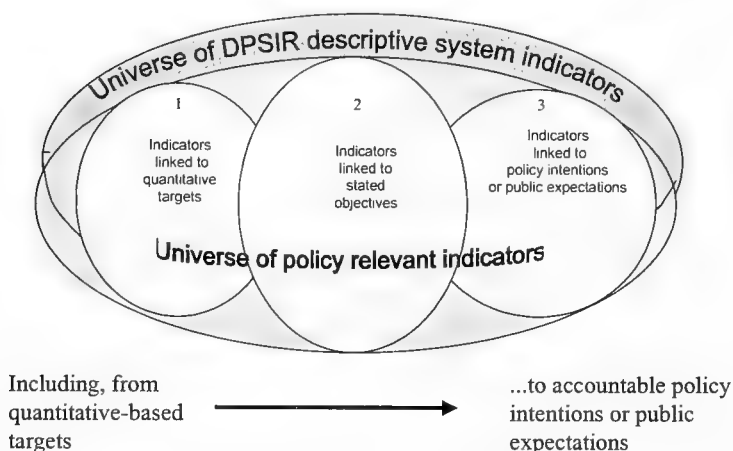 Universe of DPSIR descriptive system indicators
1
Indicators
linked to
quantitative
targets
2
Indicators
linked to
stated
objectives
3
Indicators
linked to
policy intentions
or public expectations
Universe of policy relevant indicators
Including, from
quantitative-based
targets
...to accountable policy
intentions or public
expectations